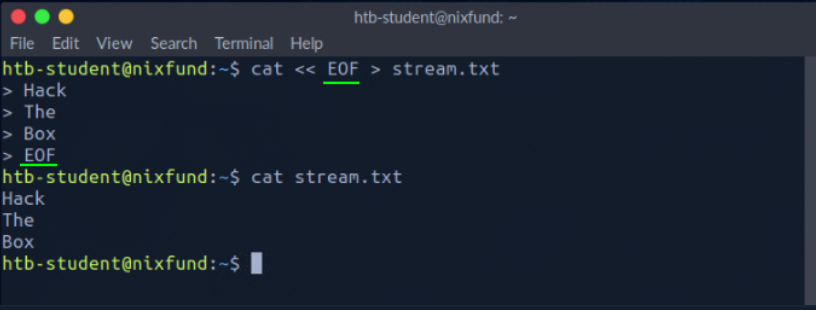 htb-student@nixfund: ~
File Edit View Search Terminal Help
htb-student@nixfund:~$ cat << EOF > stream.txt
> Hack
> The
> Box
> EOF
htb-student@nixfund:~$ cat stream.txt
Hack
The
Box
htb-student@nixfund:~$